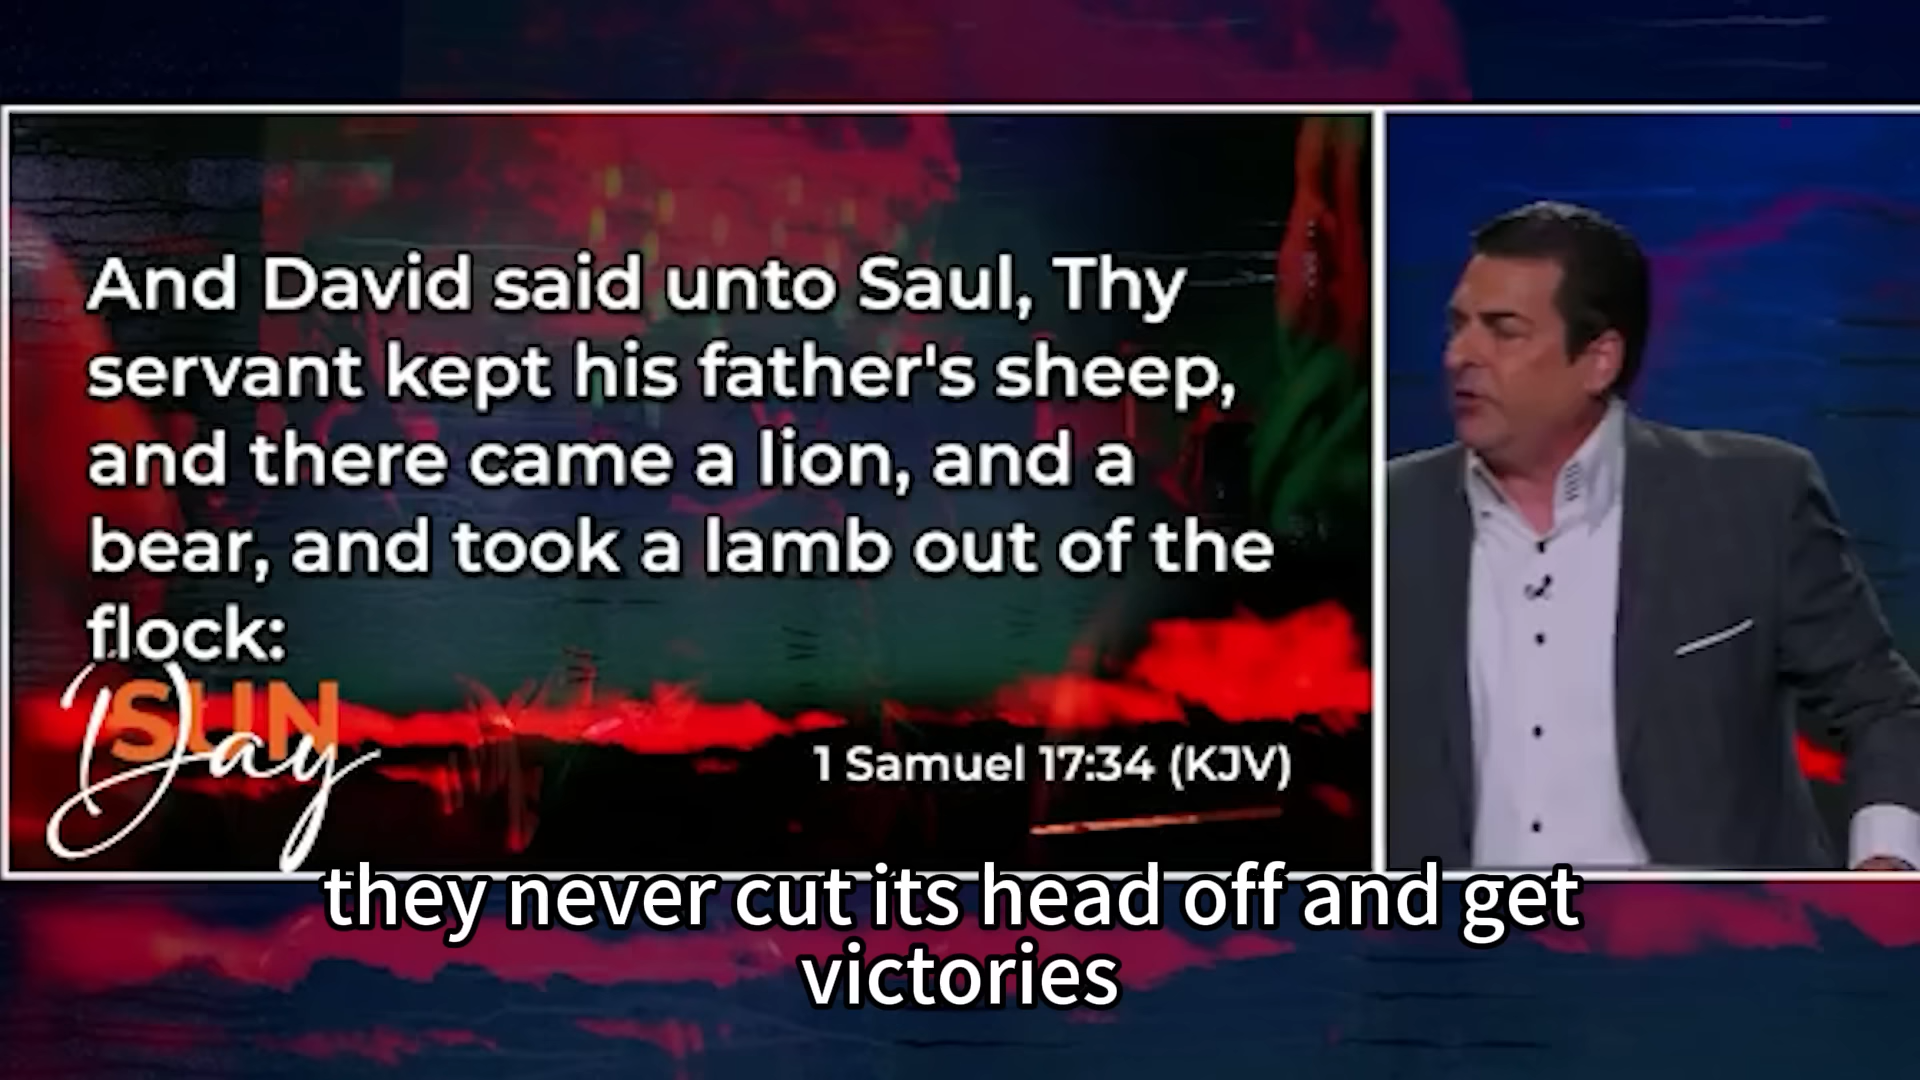 And David said unto Saul, Thy
servant kept his father's sheep,
and there came a lion, and a
bear, and took a lamb out of the
flock:
SUN
Day
1 Samuel 17:34 (KJV)
they never cut its head off and get
victories